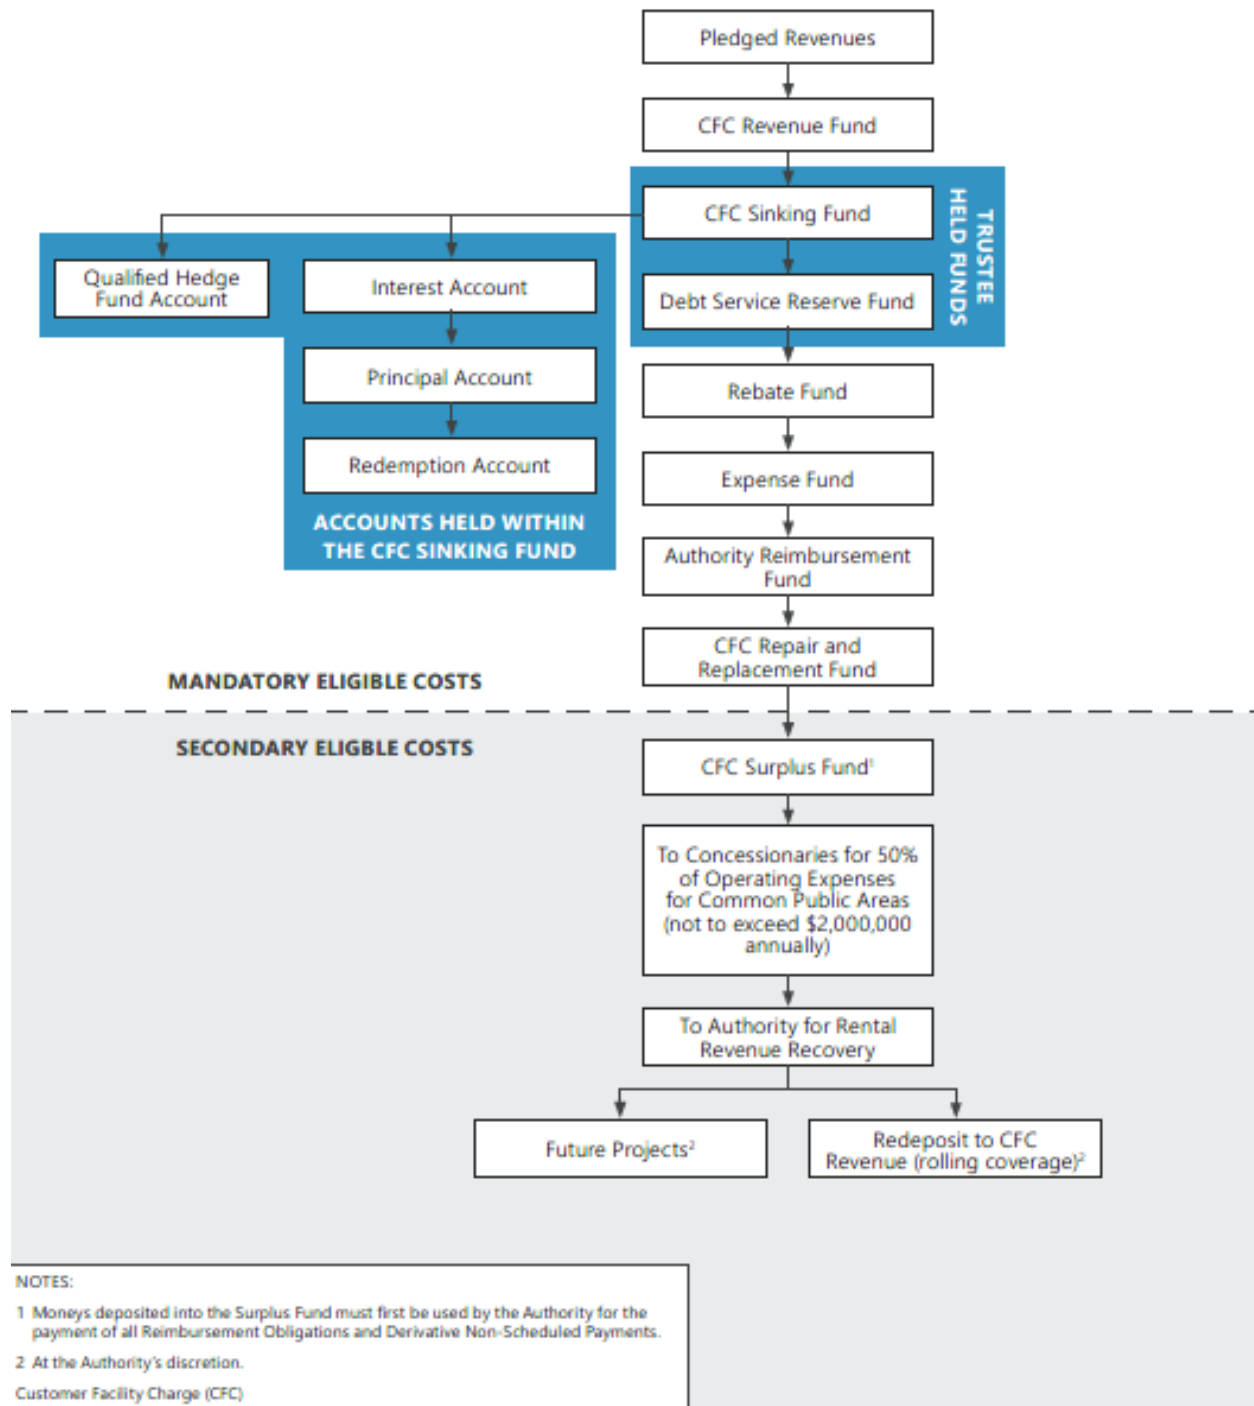 Pledged Revenues
CFC Revenue Fund
CFC Sinking Fund
TRUSTEE
HELD FUNDS
Debt Service Reserve Fund
Qualified Hedge
Fund Account
Interest Account
Principal Account
Redemption Account
ACCOUNTS HELD WITHIN
THE CFC SINKING FUND
Rebate Fund
Expense Fund
Authority Reimbursement
Fund
CFC Repair and
Replacement Fund
MANDATORY ELIGIBLE COSTS
SECONDARY ELIGBLE COSTS
CFC Surplus Fund¹
To Concessionaries for 50%
of Operating Expenses
for Common Public Areas
(not to exceed $2,000,000
annually)
To Authority for Rental
Revenue Recovery
Future Projects²
Redeposit to CFC
Revenue (rolling coverage)²
NOTES:
1 Moneys deposited into the Surplus Fund must first be used by the Authority for the
payment of all Reimbursement Obligations and Derivative Non-Scheduled Payments.
2 At the Authority's discretion.
Customer Facility Charge (CFC)